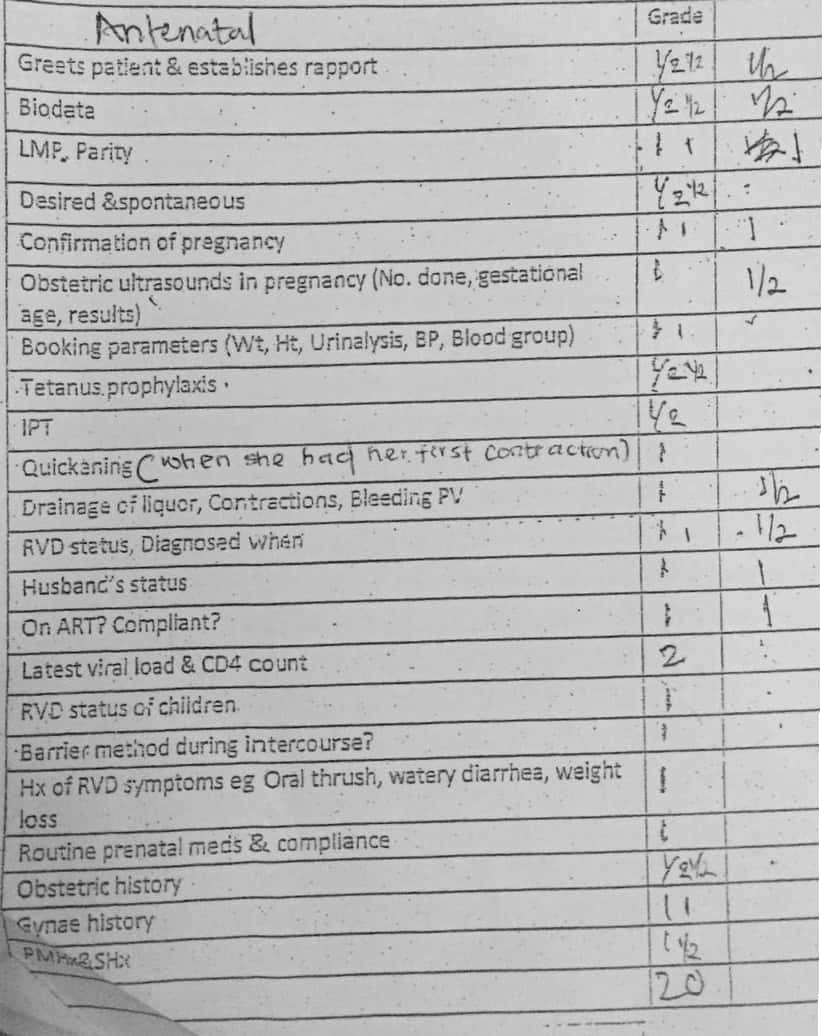 Antenatal Grade
Greets patient & establishes rapport ½ ½ ½
Biodata ½ ½ ½
LMP, Parity 1 1 1
Desired &spontaneous ½ ½
Confirmation of pregnancy 1 1 1
Obstetric ultrasounds in pregnancy (No. done, gestational 1 1/2
age, results)
Booking parameters (Wt, Ht, Urinalysis, BP, Blood group) 1 1
Tetanus prophylaxis ½ ½
IPT ½
Quickening (when she had her first contraction) 1
Drainage of liquor, Contractions, Bleeding PV 1 ½
RVD status, Diagnosed when 1 1 1/2
Husband's status 1 1
On ART? Compliant? 1 1
Latest viral load & CD4 count 2
RVD status of children 1
Barrier method during intercourse? 1
Hx of RVD symptoms eg Oral thrush, watery diarrhea, weight 1
loss
Routine prenatal meds & compliance 1
Obstetric history ½ ½
Gynae history 1 1
PMHx& SHx 1 ½
20